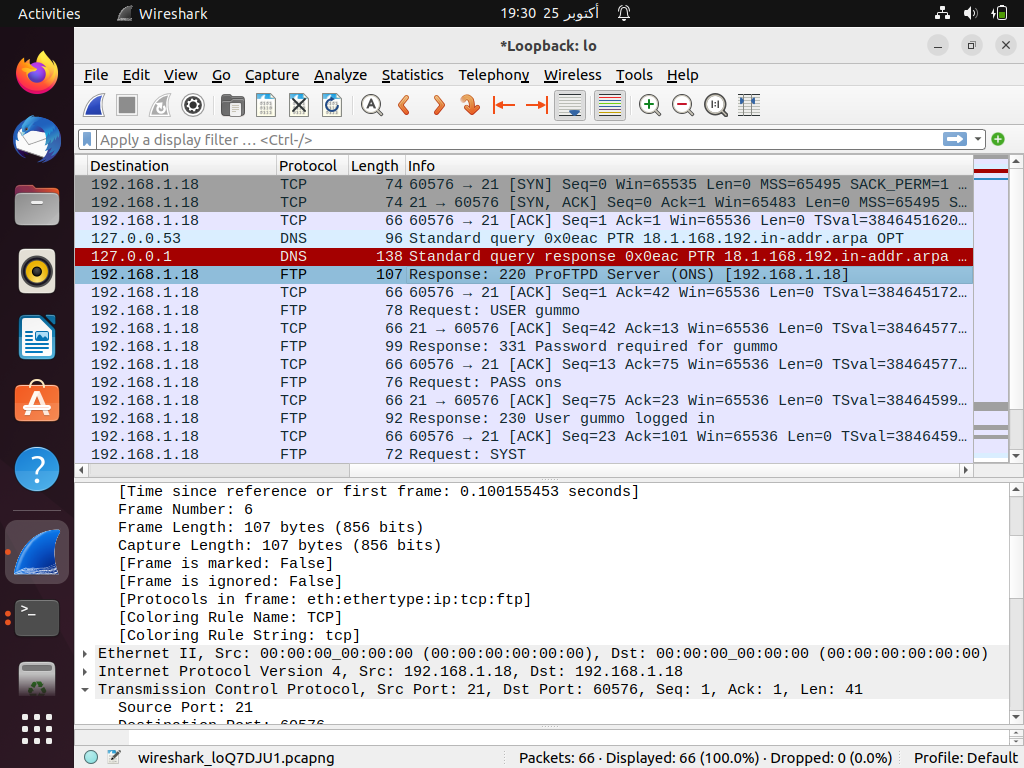 Activities Wireshark 19:30 25 أكتوبر
*Loopback: lo
File Edit View Go Capture Analyze Statistics Telephony Wireless Tools Help
Apply a display filter … <Ctrl-/>
Destination Protocol Length Info
192.168.1.18 TCP 74 60576 → 21 [SYN] Seq=0 Win=65535 Len=0 MSS=65495 SACK_PERM=1 …
192.168.1.18 TCP 74 21 → 60576 [SYN, ACK] Seq=0 Ack=1 Win=65483 Len=0 MSS=65495 S…
192.168.1.18 TCP 66 60576 → 21 [ACK] Seq=1 Ack=1 Win=65536 Len=0 TSval=3846451620…
127.0.0.53 DNS 96 Standard query 0x0eac PTR 18.1.168.192.in-addr.arpa OPT
127.0.0.1 DNS 138 Standard query response 0x0eac PTR 18.1.168.192.in-addr.arpa …
192.168.1.18 FTP 107 Response: 220 ProFTPD Server (ONS) [192.168.1.18]
192.168.1.18 TCP 66 60576 → 21 [ACK] Seq=1 Ack=42 Win=65536 Len=0 TSval=384645172…
192.168.1.18 FTP 78 Request: USER gummo
192.168.1.18 TCP 66 21 → 60576 [ACK] Seq=42 Ack=13 Win=65536 Len=0 TSval=38464577…
192.168.1.18 FTP 99 Response: 331 Password required for gummo
192.168.1.18 TCP 66 60576 → 21 [ACK] Seq=13 Ack=75 Win=65536 Len=0 TSval=38464577…
192.168.1.18 FTP 76 Request: PASS ons
192.168.1.18 TCP 66 21 → 60576 [ACK] Seq=75 Ack=23 Win=65536 Len=0 TSval=38464599…
192.168.1.18 FTP 92 Response: 230 User gummo logged in
192.168.1.18 TCP 66 60576 → 21 [ACK] Seq=23 Ack=101 Win=65536 Len=0 TSval=3846459…
192.168.1.18 FTP 72 Request: SYST
[Time since reference or first frame: 0.100155453 seconds]
Frame Number: 6
Frame Length: 107 bytes (856 bits)
Capture Length: 107 bytes (856 bits)
[Frame is marked: False]
[Frame is ignored: False]
[Protocols in frame: eth:ethertype:ip:tcp:ftp]
[Coloring Rule Name: TCP]
[Coloring Rule String: tcp]
Ethernet II, Src: 00:00:00_00:00:00 (00:00:00:00:00:00), Dst: 00:00:00_00:00:00 (00:00:00:00:00:00)
Internet Protocol Version 4, Src: 192.168.1.18, Dst: 192.168.1.18
Transmission Control Protocol, Src Port: 21, Dst Port: 60576, Seq: 1, Ack: 1, Len: 41
Source Port: 21
Destination Port: 60576
wireshark_loQ7DJU1.pcapng Packets: 66 · Displayed: 66 (100.0%) · Dropped: 0 (0.0%) Profile: Default